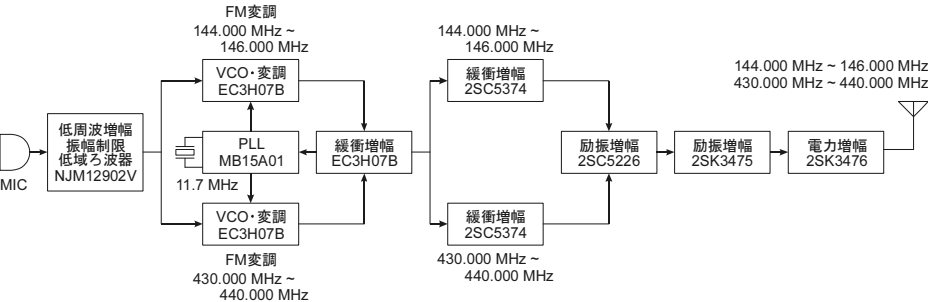 FM変調
144.000 MHz ~
146.000 MHz
VCO・変調
EC3H07B
低周波増幅
振幅制限
低域ろ波器
NJM12902V
MIC
PLL
MB15A01
11.7 MHz
緩衝増幅
EC3H07B
VCO・変調
EC3H07B
FM変調
430.000 MHz ~
440.000 MHz
144.000 MHz ~
146.000 MHz
緩衝増幅
2SC5374
緩衝増幅
2SC5374
430.000 MHz ~
440.000 MHz
励振増幅
2SC5226
励振増幅
2SK3475
電力増幅
2SK3476
144.000 MHz ~ 146.000 MHz
430.000 MHz ~ 440.000 MHz